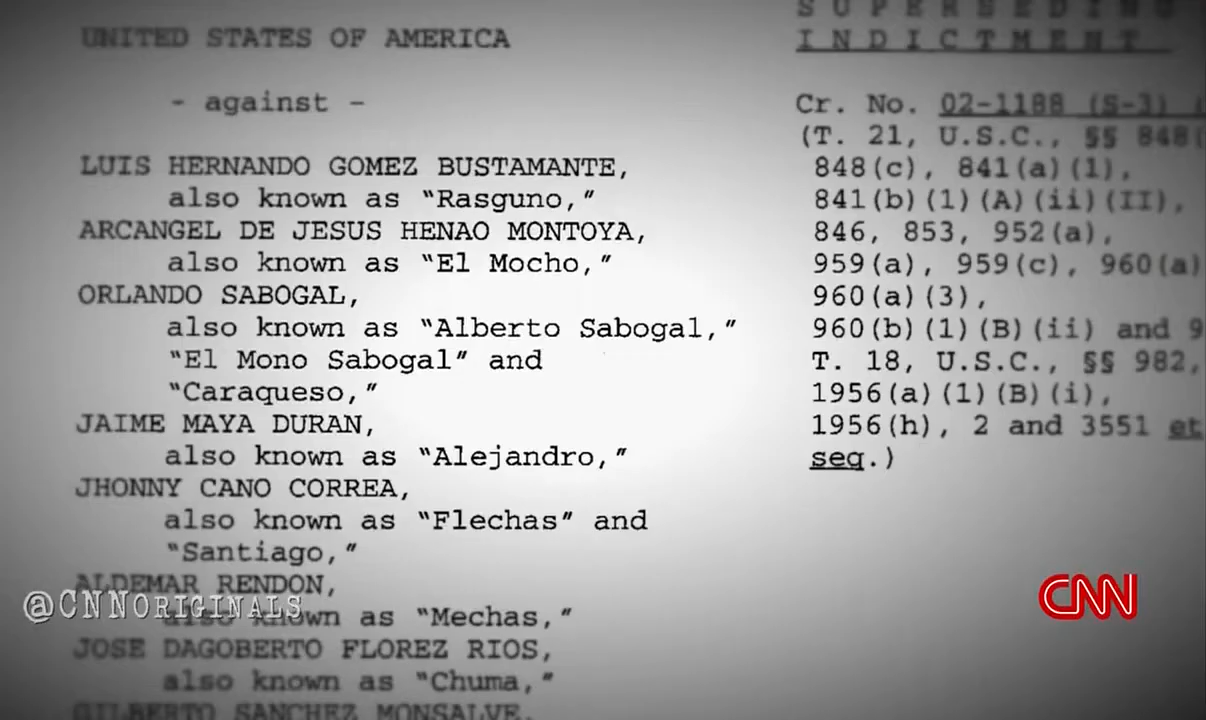 UNITED STATES OF AMERICA
- against -
LUIS HERNANDO GOMEZ BUSTAMANTE,
also known as "Rasguno,"
ARCANGEL DE JESUS HENAO MONTOYA,
also known as "El Mocho,"
ORLANDO SABOGAL,
also known as "Alberto Sabogal,"
"El Mono Sabogal" and
"Caraqueso,"
JAIME MAYA DURAN,
also known as "Alejandro,"
JHONNY CANO CORREA,
also known as "Flechas" and
"Santiago,"
ALDEMAR RENDON,
also known as "Mechas,"
JOSE DAGOBERTO FLOREZ RIOS,
also known as "Chuma,"
GILBERTO SANCHEZ MONSALVE,
S U P E R S E D I N G
I N D I C T M E N T
Cr. No. 02-1188 (S-3) (
(T. 21, U.S.C., §§ 848(
848(c), 841(a)(1),
841(b)(1)(A)(ii)(II),
846, 853, 952(a),
959(a), 959(c), 960(a)
960(a)(3),
960(b)(1)(B)(ii) and 9
T. 18, U.S.C., §§ 982,
1956(a)(1)(B)(i),
1956(h), 2 and 3551 et
seq.)
@CNNORIGINALS
CNN